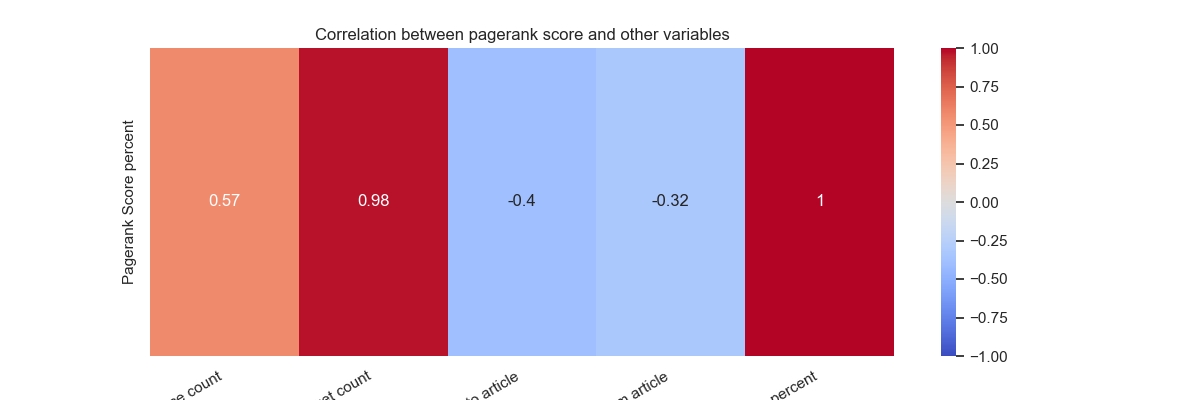 Correlation between pagerank score and other variables
Pagerank Score percent
0.57
0.98
-0.4
-0.32
1
1.00
0.75
0.50
0.25
0.00
−0.25
−0.50
−0.75
−1.00
count
count
article
article
percent